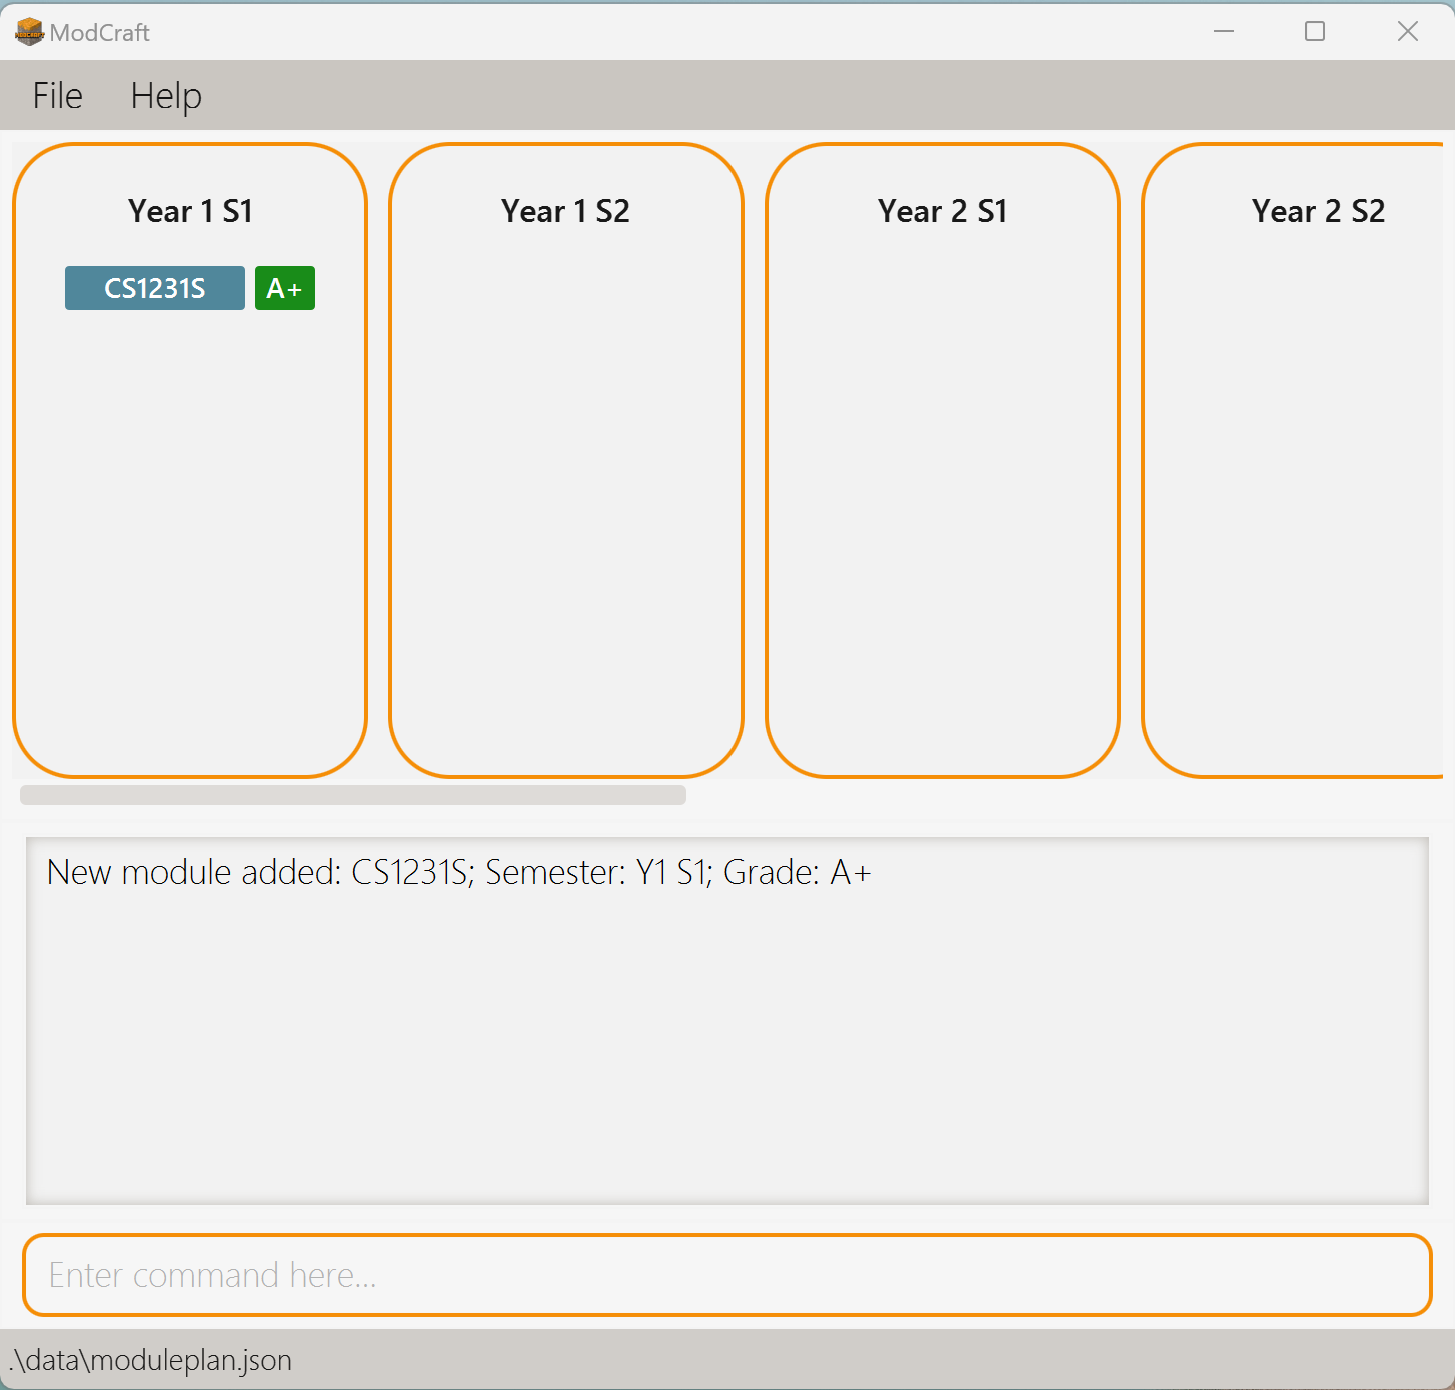 ModCraft
File Help
Year 1 S1 Year 1 S2 Year 2 S1 Year 2 S2
CS1231S A+
New module added: CS1231S; Semester: Y1 S1; Grade: A+
Enter command here...
.\data\moduleplan.json